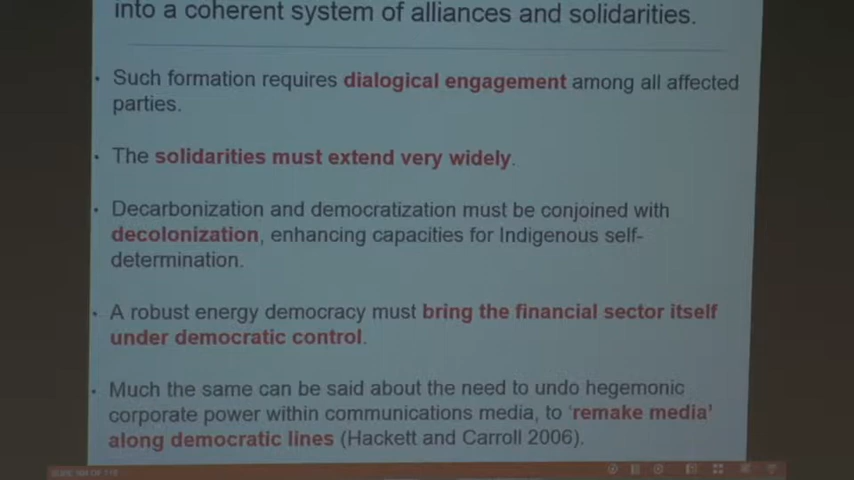 into a coherent system of alliances and solidarities.
• Such formation requires dialogical engagement among all affected
parties.
• The solidarities must extend very widely.
• Decarbonization and democratization must be conjoined with
decolonization, enhancing capacities for Indigenous self-
determination.
• A robust energy democracy must bring the financial sector itself
under democratic control.
• Much the same can be said about the need to undo hegemonic
corporate power within communications media, to ‘remake media’
along democratic lines (Hackett and Carroll 2006).